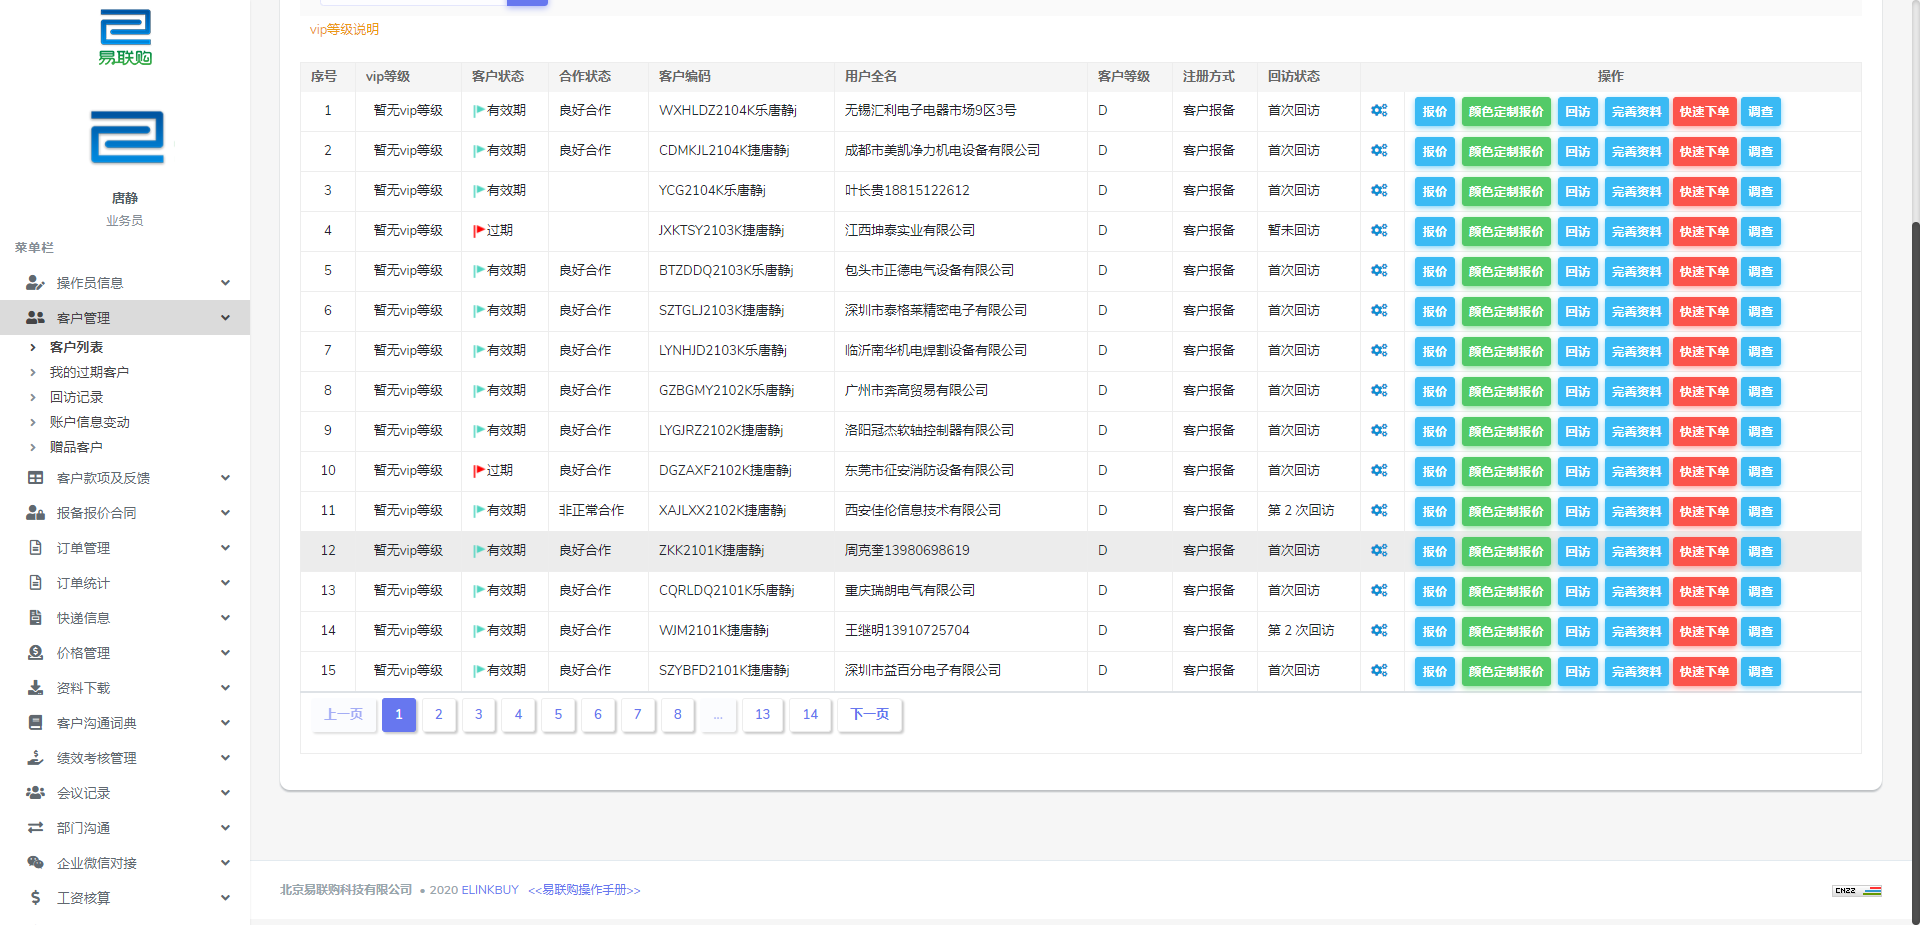 易联购
唐静
业务员
菜单栏
操作员信息
客户管理
客户列表
我的过期客户
回访记录
账户信息变动
赠品客户
客户款项及反馈
报备报价合同
订单管理
订单统计
快递信息
价格管理
资料下载
客户沟通词典
绩效考核管理
会议记录
部门沟通
企业微信对接
工资核算
vip等级说明
序号 vip等级 客户状态 合作状态 客户编码 用户全名 客户等级 注册方式 回访状态 操作
1 暂无vip等级 有效期 良好合作 WXHLDZ2104K乐唐静j 无锡汇利电子电器市场9区3号 D 客户报备 首次回访 报价 颜色定制报价 回访 完善资料 快速下单 调查
2 暂无vip等级 有效期 良好合作 CDMKJL2104K捷唐静j 成都市美凯净力机电设备有限公司 D 客户报备 首次回访 报价 颜色定制报价 回访 完善资料 快速下单 调查
3 暂无vip等级 有效期 YCG2104K乐唐静j 叶长贵18815122612 D 客户报备 首次回访 报价 颜色定制报价 回访 完善资料 快速下单 调查
4 暂无vip等级 过期 JXKTSY2103K捷唐静j 江西坤泰实业有限公司 D 客户报备 暂未回访 报价 颜色定制报价 回访 完善资料 快速下单 调查
5 暂无vip等级 有效期 良好合作 BTZDDQ2103K乐唐静j 包头市正德电气设备有限公司 D 客户报备 首次回访 报价 颜色定制报价 回访 完善资料 快速下单 调查
6 暂无vip等级 有效期 良好合作 SZTGLJ2103K捷唐静j 深圳市泰格莱精密电子有限公司 D 客户报备 首次回访 报价 颜色定制报价 回访 完善资料 快速下单 调查
7 暂无vip等级 有效期 良好合作 LYNHJD2103K乐唐静j 临沂南华机电焊割设备有限公司 D 客户报备 首次回访 报价 颜色定制报价 回访 完善资料 快速下单 调查
8 暂无vip等级 有效期 良好合作 GZBGMY2102K乐唐静j 广州市奔高贸易有限公司 D 客户报备 首次回访 报价 颜色定制报价 回访 完善资料 快速下单 调查
9 暂无vip等级 有效期 良好合作 LYGJRZ2102K捷唐静j 洛阳冠杰软轴控制器有限公司 D 客户报备 首次回访 报价 颜色定制报价 回访 完善资料 快速下单 调查
10 暂无vip等级 过期 良好合作 DGZAXF2102K捷唐静j 东莞市征安消防设备有限公司 D 客户报备 首次回访 报价 颜色定制报价 回访 完善资料 快速下单 调查
11 暂无vip等级 有效期 非正常合作 XAJLXX2102K捷唐静j 西安佳伦信息技术有限公司 D 客户报备 第 2 次回访 报价 颜色定制报价 回访 完善资料 快速下单 调查
12 暂无vip等级 有效期 良好合作 ZKK2101K捷唐静j 周克奎13980698619 D 客户报备 首次回访 报价 颜色定制报价 回访 完善资料 快速下单 调查
13 暂无vip等级 有效期 良好合作 CQRLDQ2101K乐唐静j 重庆瑞朗电气有限公司 D 客户报备 首次回访 报价 颜色定制报价 回访 完善资料 快速下单 调查
14 暂无vip等级 有效期 良好合作 WJM2101K捷唐静j 王继明13910725704 D 客户报备 第 2 次回访 报价 颜色定制报价 回访 完善资料 快速下单 调查
15 暂无vip等级 有效期 良好合作 SZYBFD2101K捷唐静j 深圳市益百分电子有限公司 D 客户报备 首次回访 报价 颜色定制报价 回访 完善资料 快速下单 调查
上一页 1 2 3 4 5 6 7 8 ... 13 14 下一页
北京易联购科技有限公司 • 2020 ELINKBUY <<易联购操作手册>>
CNZZ